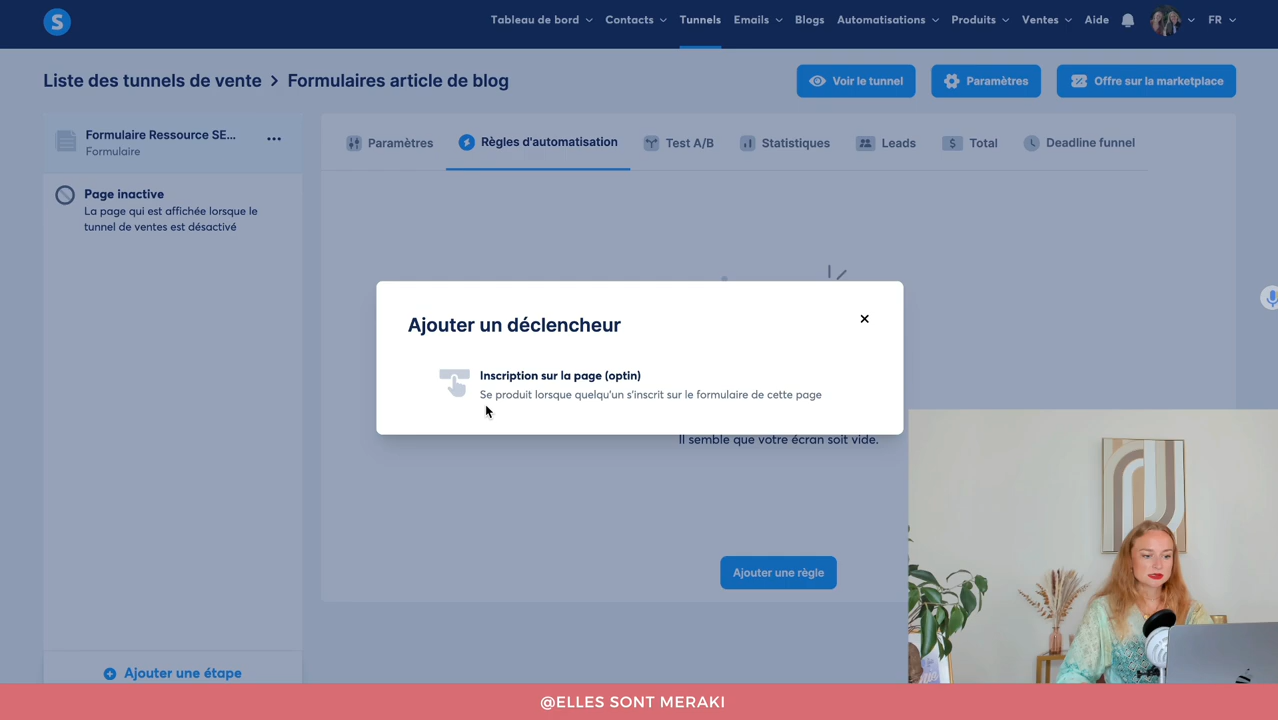 S
Tableau de bord
Contacts
Tunnels
Emails
Blogs
Automatisations
Produits
Ventes
Aide
FR
Liste des tunnels de vente > Formulaires article de blog
Voir le tunnel
Paramètres
Offre sur la marketplace
Formulaire Ressource SE...
Formulaire
Page inactive
La page qui est affichée lorsque le
tunnel de ventes est désactivé
Paramètres
Règles d'automatisation
Test A/B
Statistiques
Leads
Total
Deadline funnel
Ajouter un déclencheur
Inscription sur la page (optin)
Se produit lorsque quelqu'un s'inscrit sur le formulaire de cette page
Il semble que votre écran soit vide.
Ajouter une règle
Ajouter une étape
@ELLES SONT MERAKI